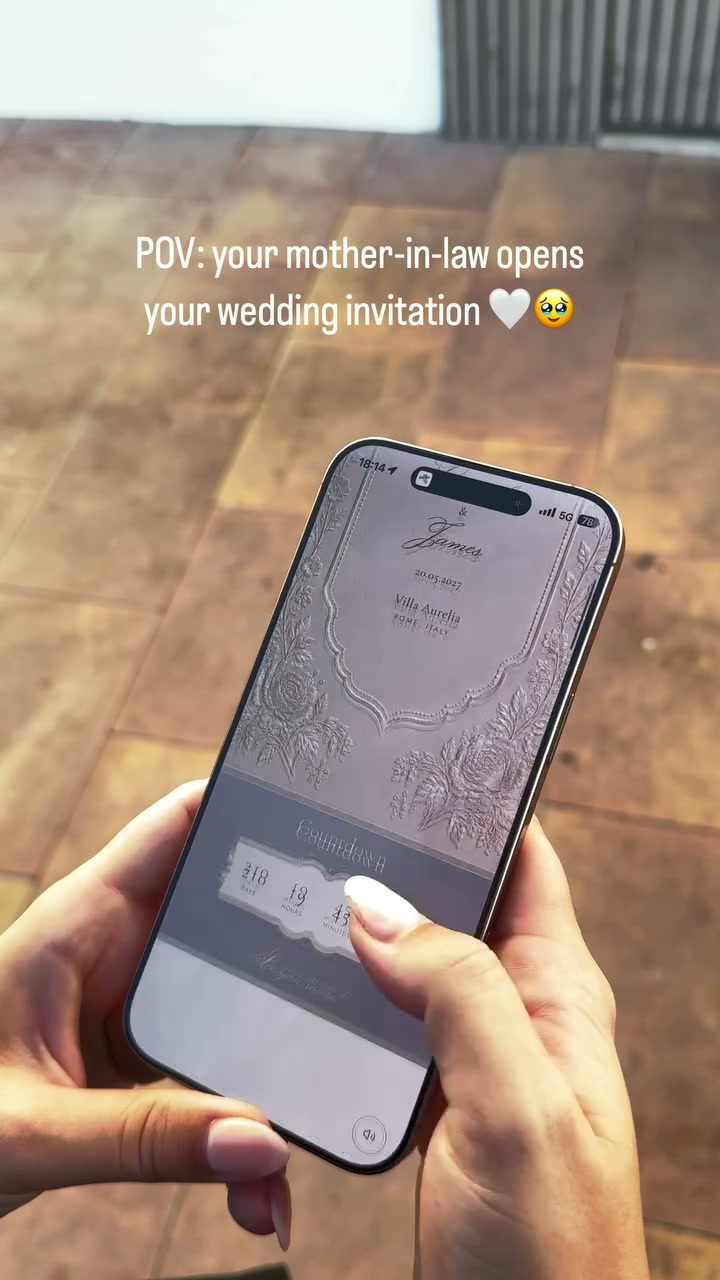 POV: your mother-in-law opens
your wedding invitation 🤍🥹
18:14
5G 78
&
James
20.05.2027
Villa Aurelia
ROME, ITALY
Countdown
218 19 43
DAYS HOURS MINUTES